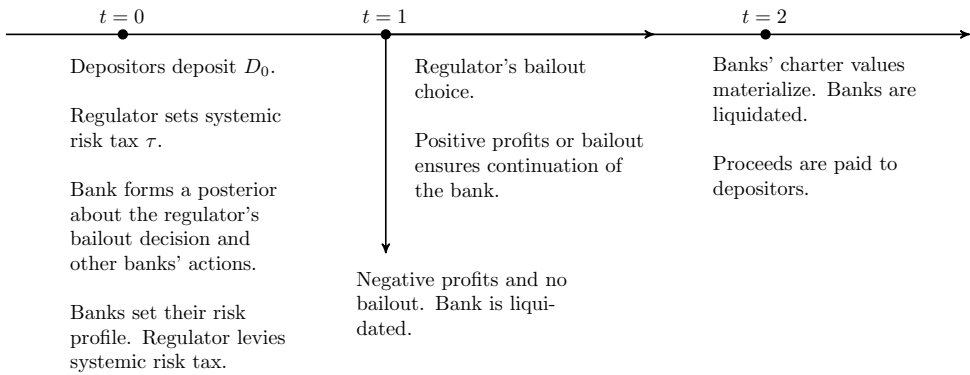 t = 0
Depositors deposit D₀.
Regulator sets systemic
risk tax τ.
Bank forms a posterior
about the regulator's
bailout decision and
other banks' actions.
Banks set their risk
profile. Regulator levies
systemic risk tax.
t = 1
Regulator's bailout
choice.
Positive profits or bailout
ensures continuation of
the bank.
Negative profits and no
bailout. Bank is liqui-
dated.
t = 2
Banks' charter values
materialize. Banks are
liquidated.
Proceeds are paid to
depositors.